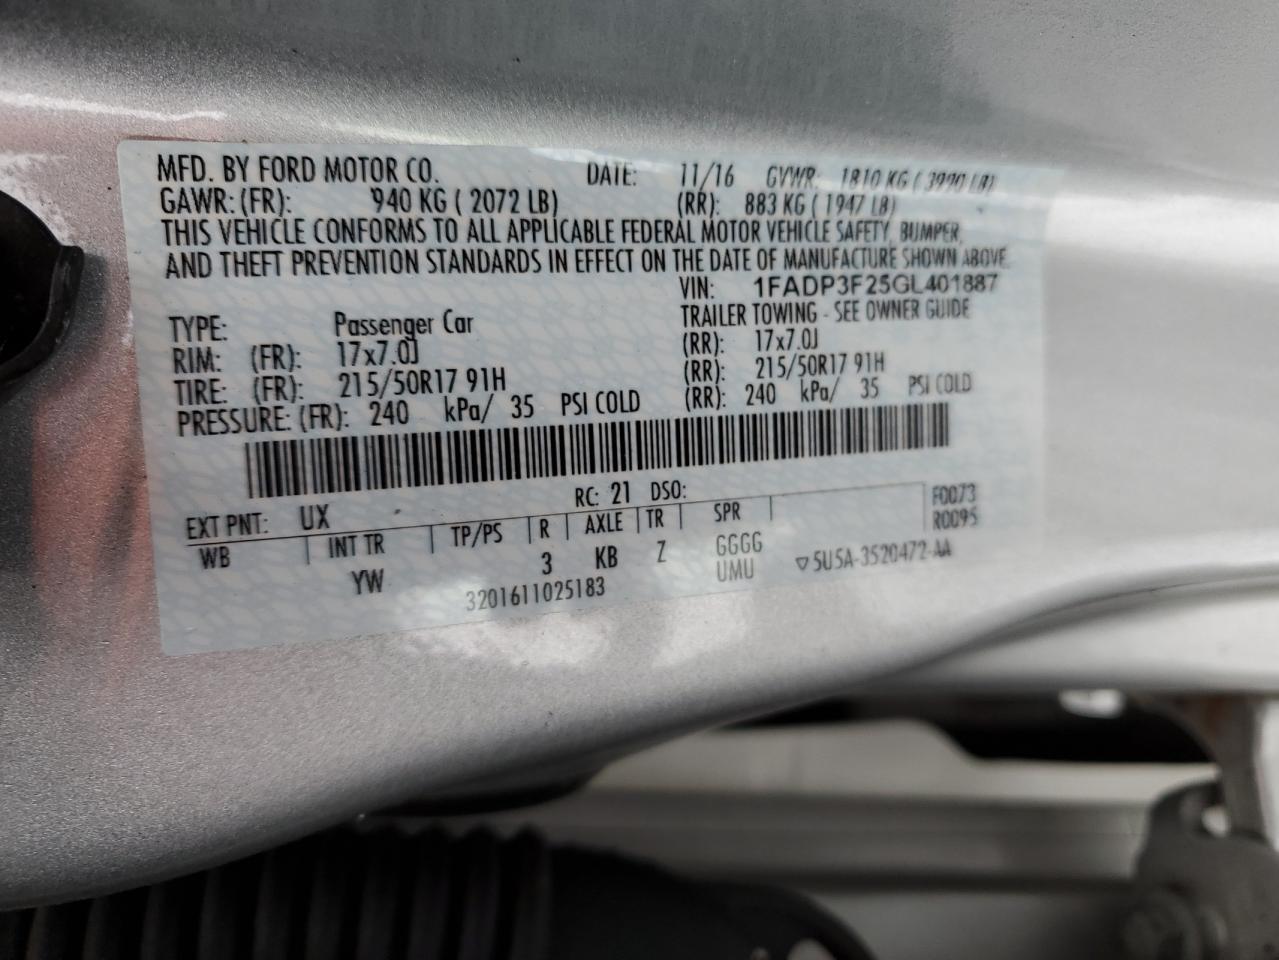 MFD. BY FORD MOTOR CO. DATE: 11/16 GVWR: 1810 KG ( 3990 LB)
GAWR: (FR): 940 KG ( 2072 LB) (RR): 883 KG ( 1947 LB)
THIS VEHICLE CONFORMS TO ALL APPLICABLE FEDERAL MOTOR VEHICLE SAFETY, BUMPER,
AND THEFT PREVENTION STANDARDS IN EFFECT ON THE DATE OF MANUFACTURE SHOWN ABOVE.
VIN: 1FADP3F25GL401887
TYPE: Passenger Car TRAILER TOWING - SEE OWNER GUIDE
RIM: (FR): 17x7.0J (RR): 17x7.0J
TIRE: (FR): 215/50R17 91H (RR): 215/50R17 91H
PRESSURE: (FR): 240 kPa/ 35 PSI COLD (RR): 240 kPa/ 35 PSI COLD
EXT PNT: UX RC: 21 DSO: F0073
WB INT TR TP/PS R AXLE TR SPR R0095
YW 3 KB Z GGGG ▽5U5A-3520472-AA
UMU
3201611025183